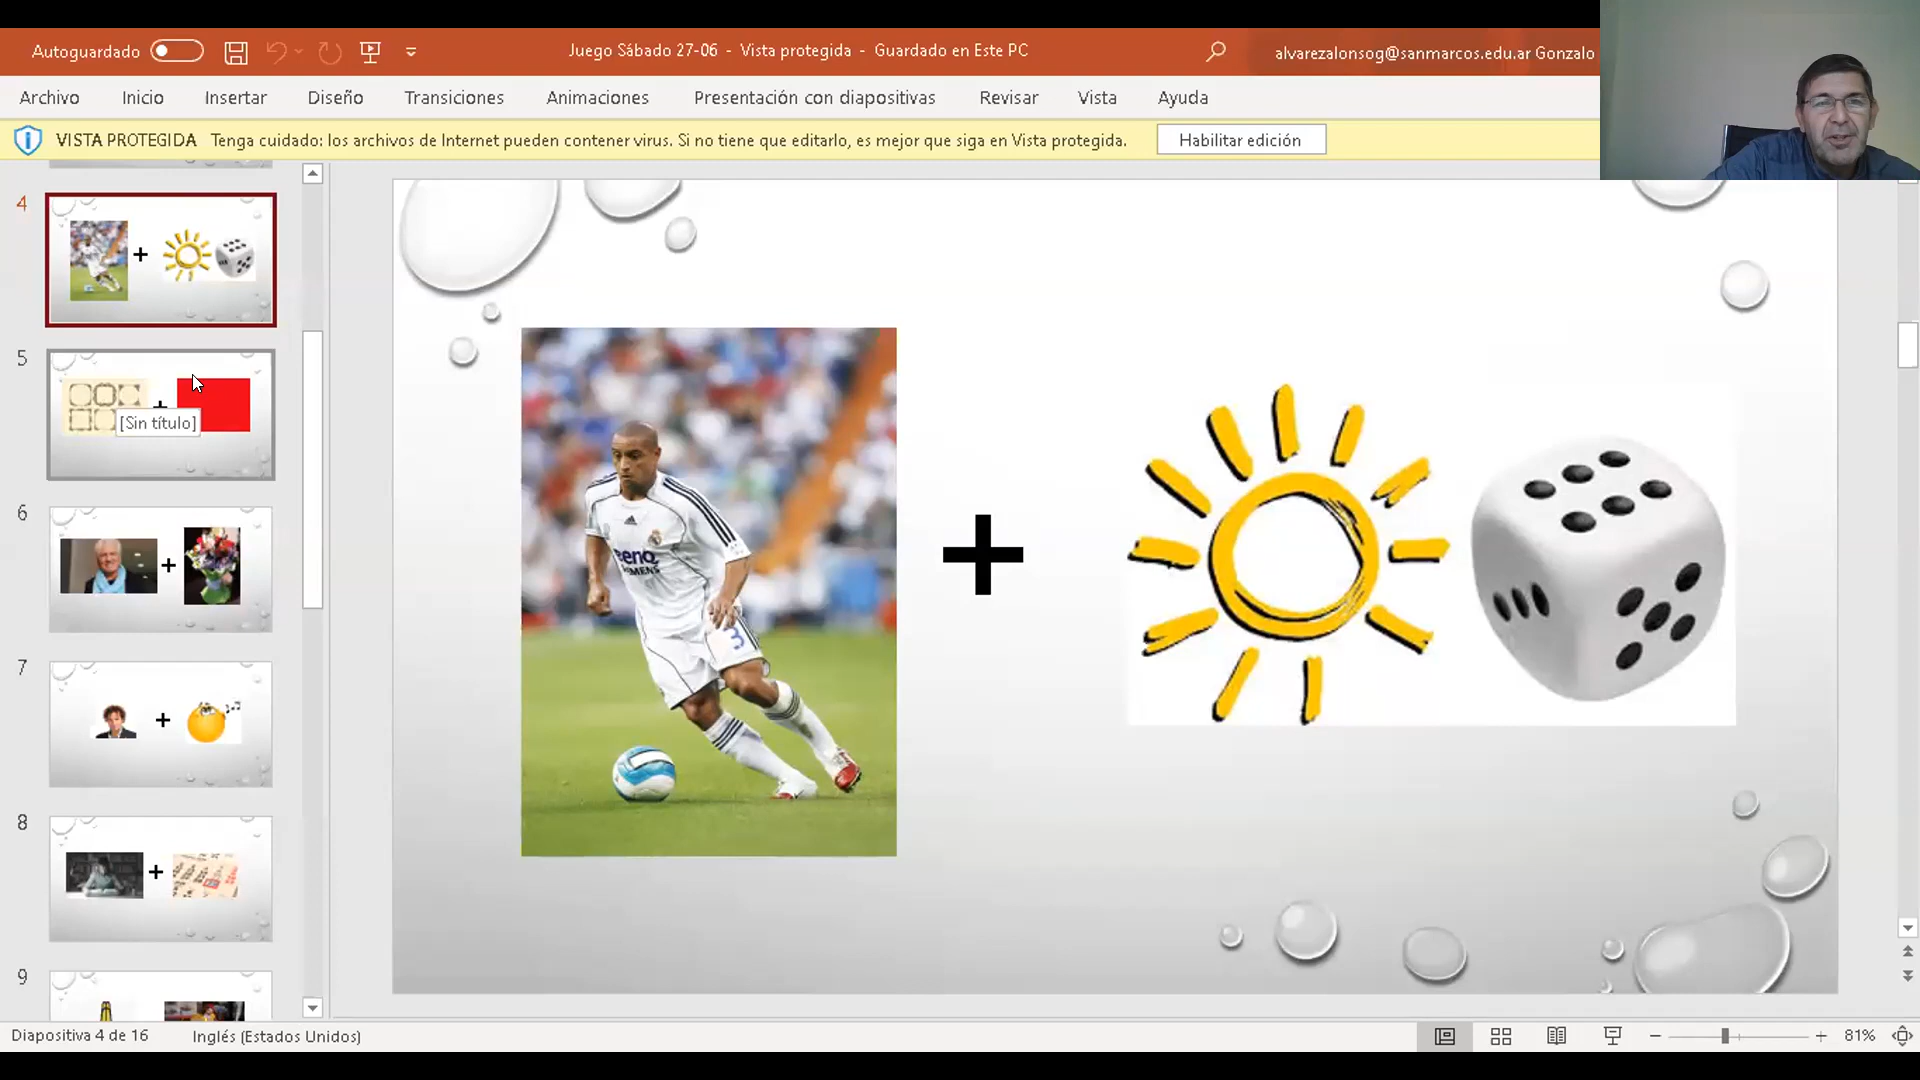 Autoguardado
Juego Sábado 27-06 - Vista protegida - Guardado en Este PC
alvarezalonsog@sanmarcos.edu.ar Gonzalo
Archivo Inicio Insertar Diseño Transiciones Animaciones Presentación con diapositivas Revisar Vista Ayuda
VISTA PROTEGIDA Tenga cuidado: los archivos de Internet pueden contener virus. Si no tiene que editarlo, es mejor que siga en Vista protegida. Habilitar edición
4
+
5
+
[Sin título]
6
+
7
+
8
+
9
BenQ
SIEMENS
3
+
Diapositiva 4 de 16 Inglés (Estados Unidos)
81%